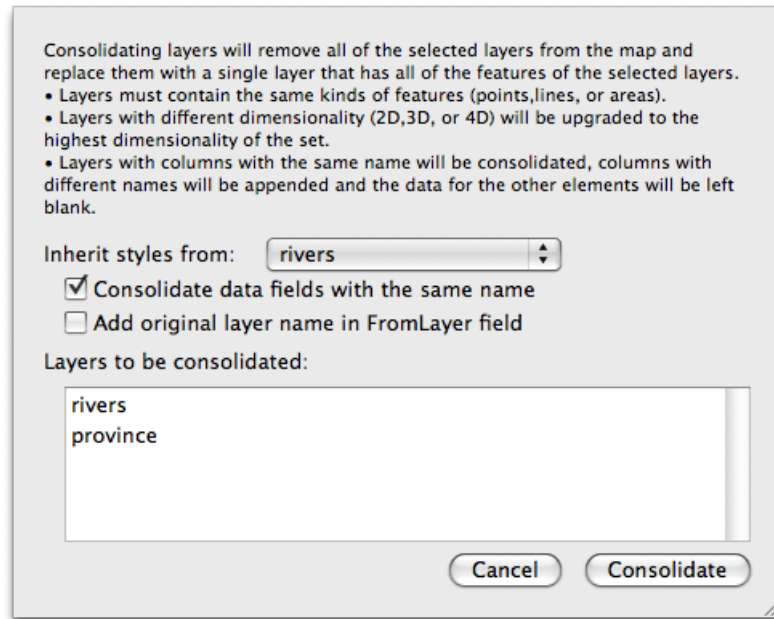 Consolidating layers will remove all of the selected layers from the map and
replace them with a single layer that has all of the features of the selected layers.
• Layers must contain the same kinds of features (points,lines, or areas).
• Layers with different dimensionality (2D,3D, or 4D) will be upgraded to the
highest dimensionality of the set.
• Layers with columns with the same name will be consolidated, columns with
different names will be appended and the data for the other elements will be left
blank.
Inherit styles from: rivers
Consolidate data fields with the same name
Add original layer name in FromLayer field
Layers to be consolidated:
rivers
province
Cancel Consolidate